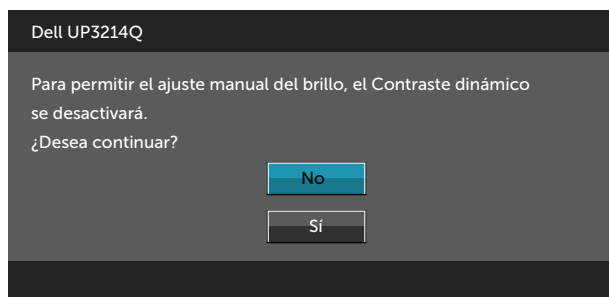 Dell UP3214Q
Para permitir el ajuste manual del brillo, el Contraste dinámico
se desactivará.
¿Desea continuar?
No
Sí